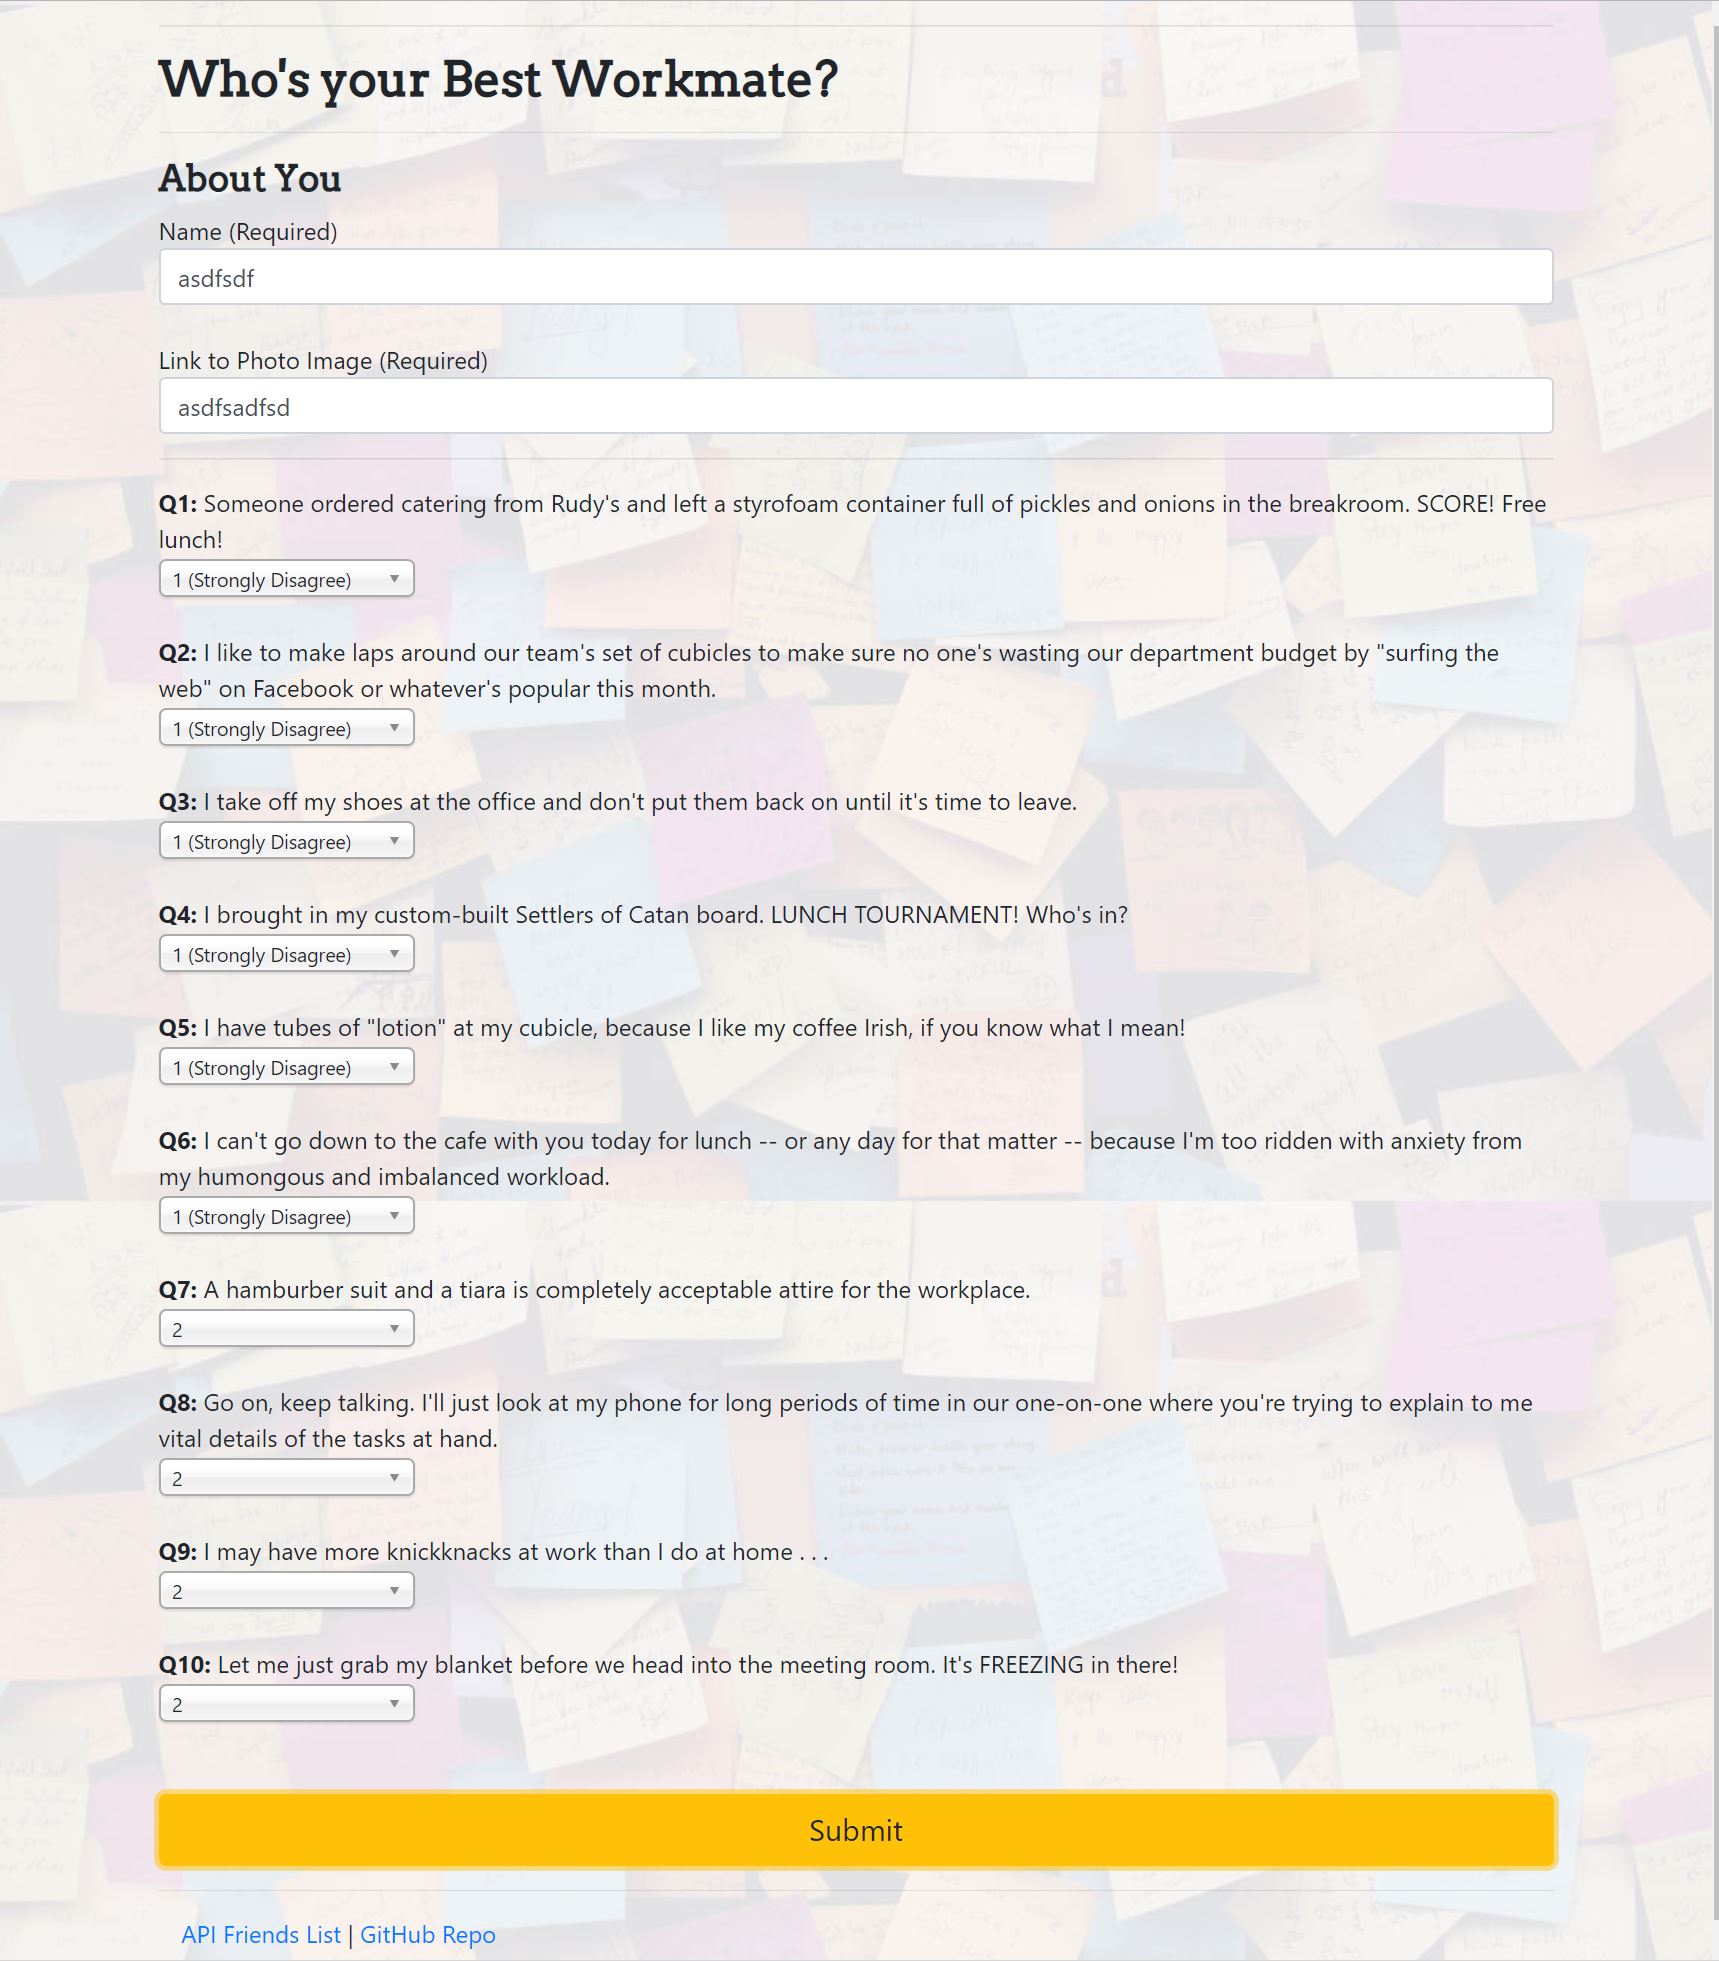 Who's your Best Workmate?
About You
Name (Required)
asdfsdf
Link to Photo Image (Required)
asdfsadfsd
Q1: Someone ordered catering from Rudy's and left a styrofoam container full of pickles and onions in the breakroom. SCORE! Free
lunch!
1 (Strongly Disagree)
Q2: I like to make laps around our team's set of cubicles to make sure no one's wasting our department budget by "surfing the
web" on Facebook or whatever's popular this month.
1 (Strongly Disagree)
Q3: I take off my shoes at the office and don't put them back on until it's time to leave.
1 (Strongly Disagree)
Q4: I brought in my custom-built Settlers of Catan board. LUNCH TOURNAMENT! Who's in?
1 (Strongly Disagree)
Q5: I have tubes of "lotion" at my cubicle, because I like my coffee Irish, if you know what I mean!
1 (Strongly Disagree)
Q6: I can't go down to the cafe with you today for lunch -- or any day for that matter -- because I'm too ridden with anxiety from
my humongous and imbalanced workload.
1 (Strongly Disagree)
Q7: A hamburber suit and a tiara is completely acceptable attire for the workplace.
2
Q8: Go on, keep talking. I'll just look at my phone for long periods of time in our one-on-one where you're trying to explain to me
vital details of the tasks at hand.
2
Q9: I may have more knickknacks at work than I do at home . . .
2
Q10: Let me just grab my blanket before we head into the meeting room. It's FREEZING in there!
2
Submit
API Friends List | GitHub Repo